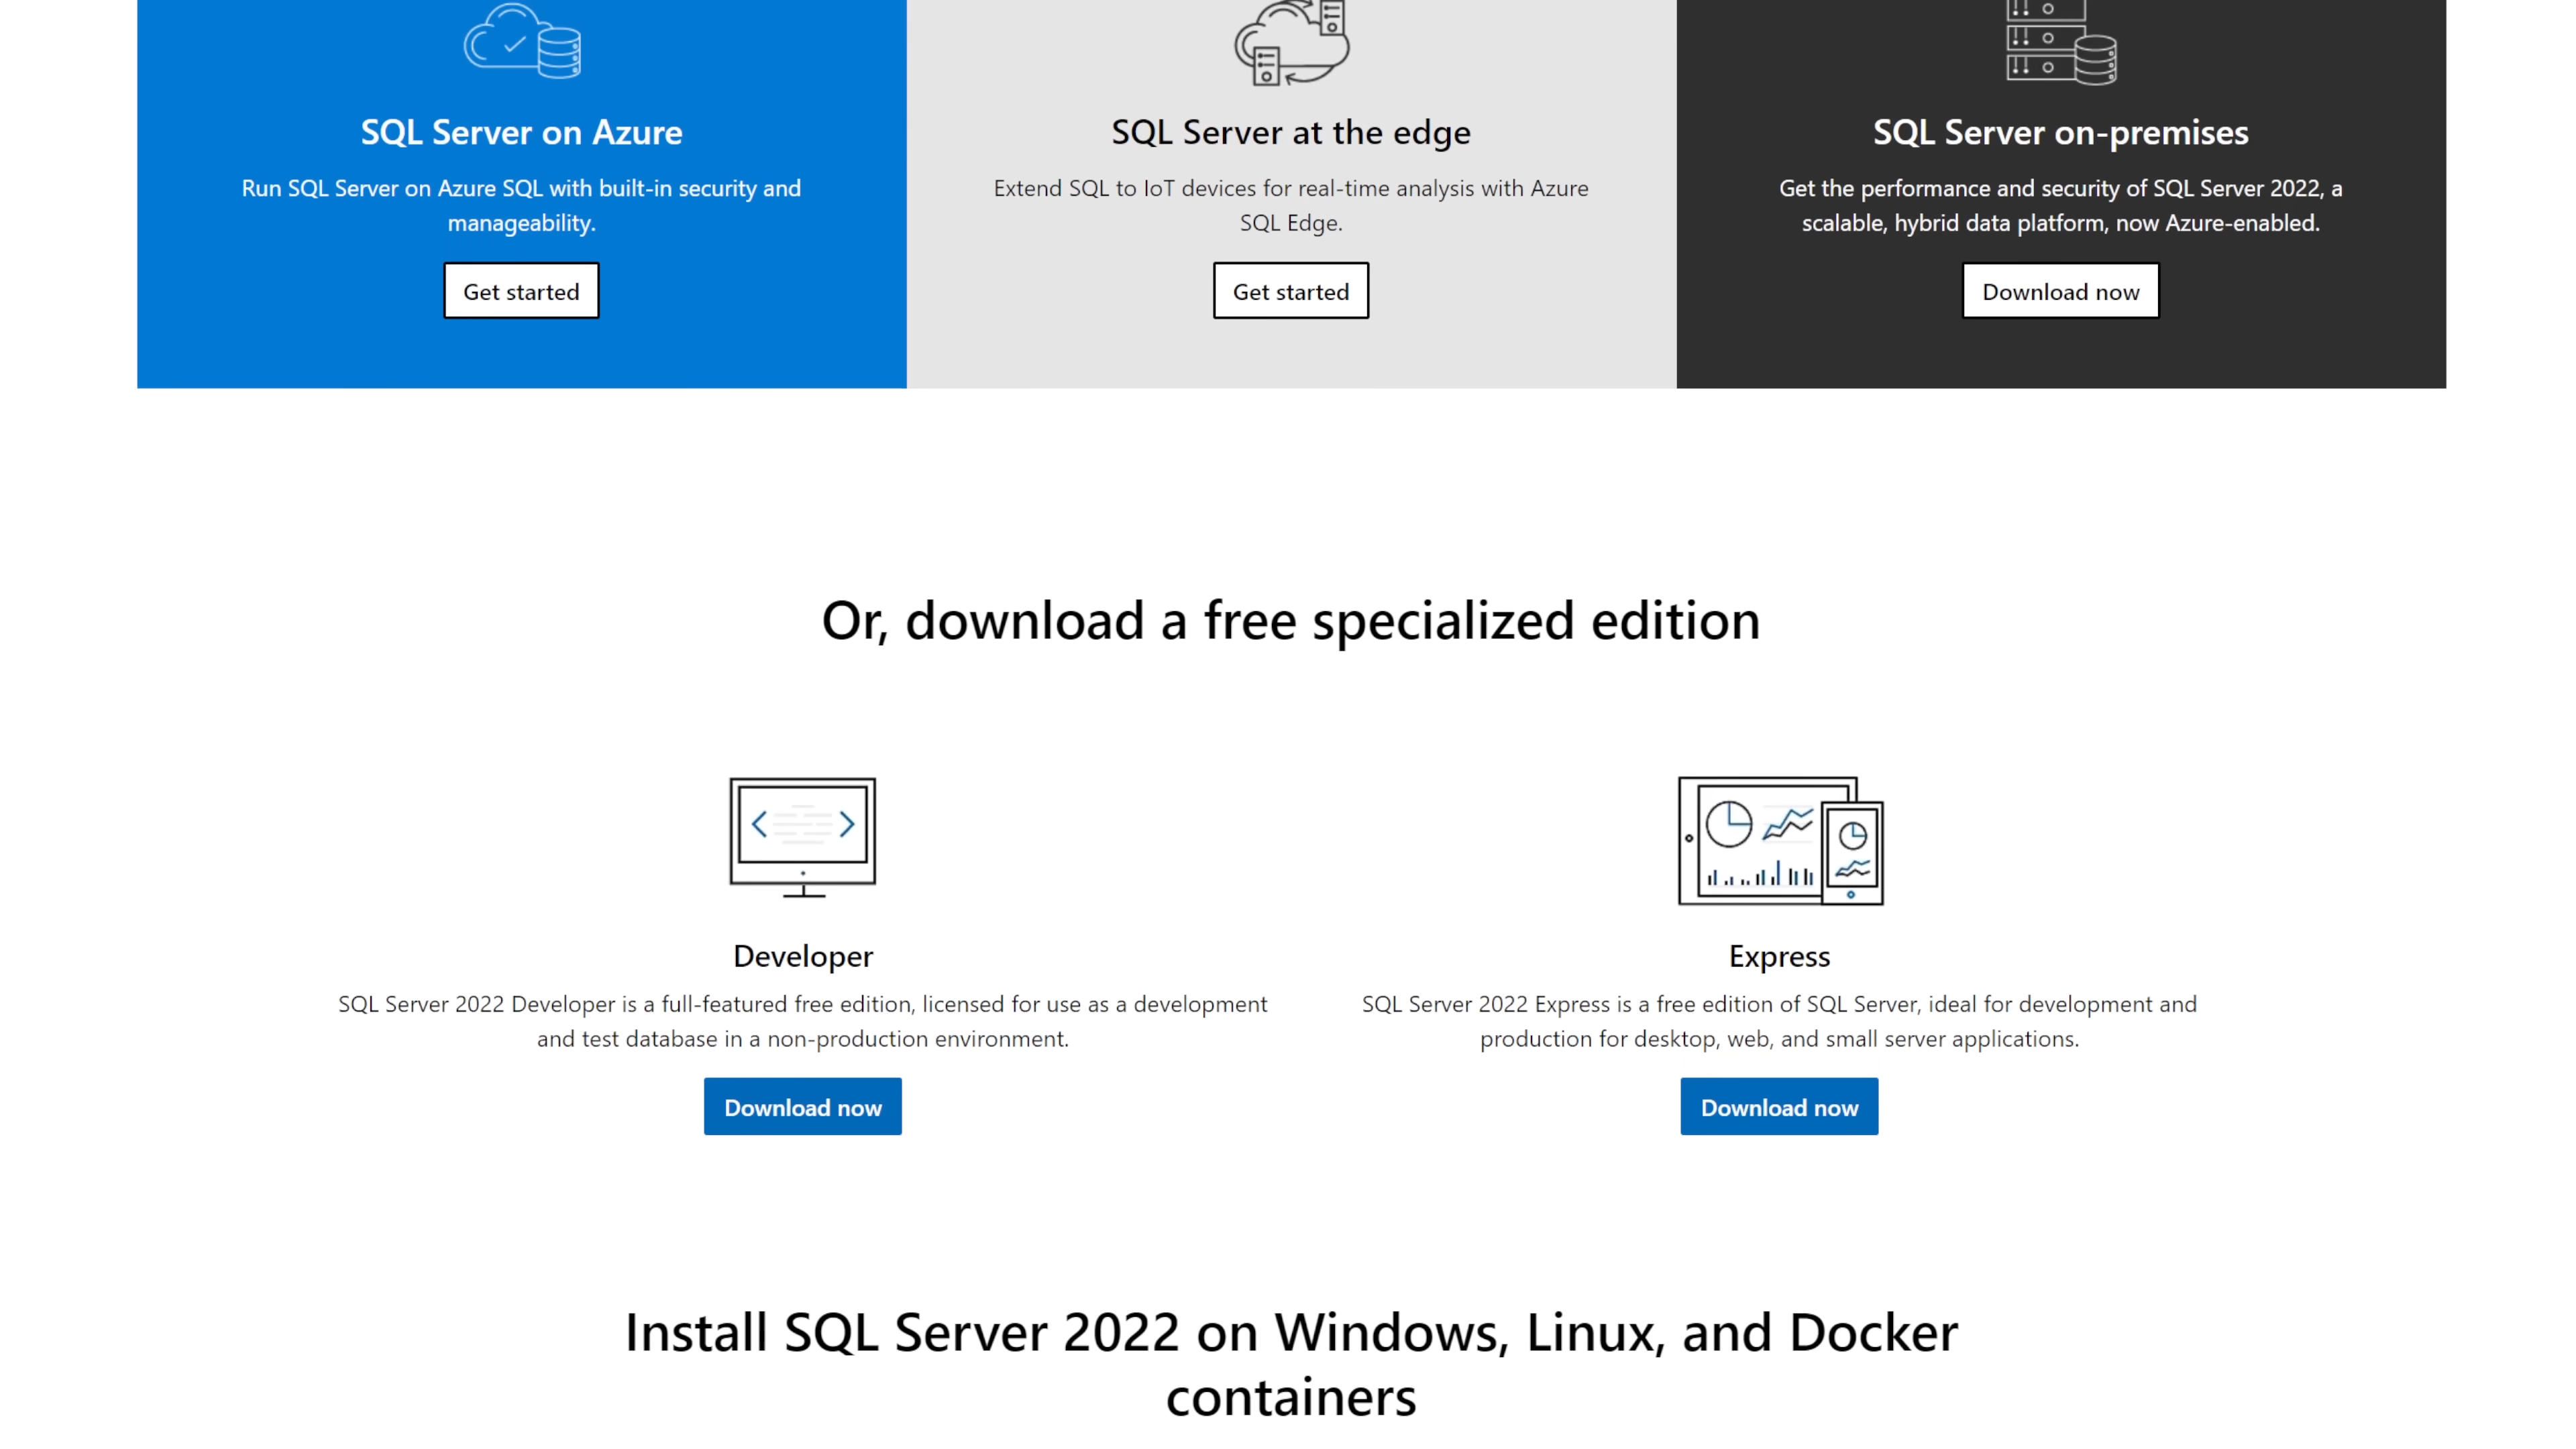 SQL Server on Azure
Run SQL Server on Azure SQL with built-in security and
manageability.
Get started
SQL Server at the edge
Extend SQL to IoT devices for real-time analysis with Azure
SQL Edge.
Get started
SQL Server on-premises
Get the performance and security of SQL Server 2022, a
scalable, hybrid data platform, now Azure-enabled.
Download now
Or, download a free specialized edition
Developer
SQL Server 2022 Developer is a full-featured free edition, licensed for use as a development
and test database in a non-production environment.
Download now
Express
SQL Server 2022 Express is a free edition of SQL Server, ideal for development and
production for desktop, web, and small server applications.
Download now
Install SQL Server 2022 on Windows, Linux, and Docker
containers